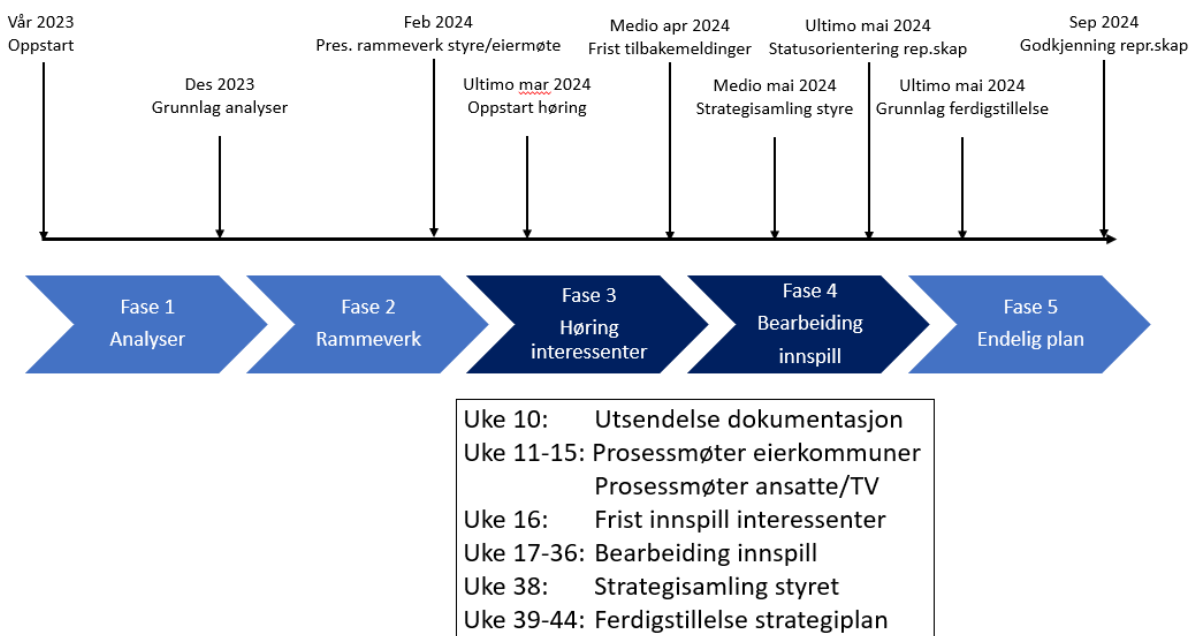 Vår 2023
Oppstart
Des 2023
Grunnlag analyser
Feb 2024
Pres. rammeverk styre/eiermøte
Ultimo mar 2024
Oppstart høring
Medio apr 2024
Frist tilbakemeldinger
Medio mai 2024
Strategisamling styre
Ultimo mai 2024
Statusorientering rep.skap
Ultimo mai 2024
Grunnlag ferdigstillelse
Sep 2024
Godkjenning repr.skap
Fase 1
Analyser
Fase 2
Rammeverk
Fase 3
Høring
interessenter
Fase 4
Bearbeiding
innspill
Fase 5
Endelig plan
Uke 10: Utsendelse dokumentasjon
Uke 11-15: Prosessmøter eierkommuner
Prosessmøter ansatte/TV
Uke 16: Frist innspill interessenter
Uke 17-36: Bearbeiding innspill
Uke 38: Strategisamling styret
Uke 39-44: Ferdigstillelse strategiplan